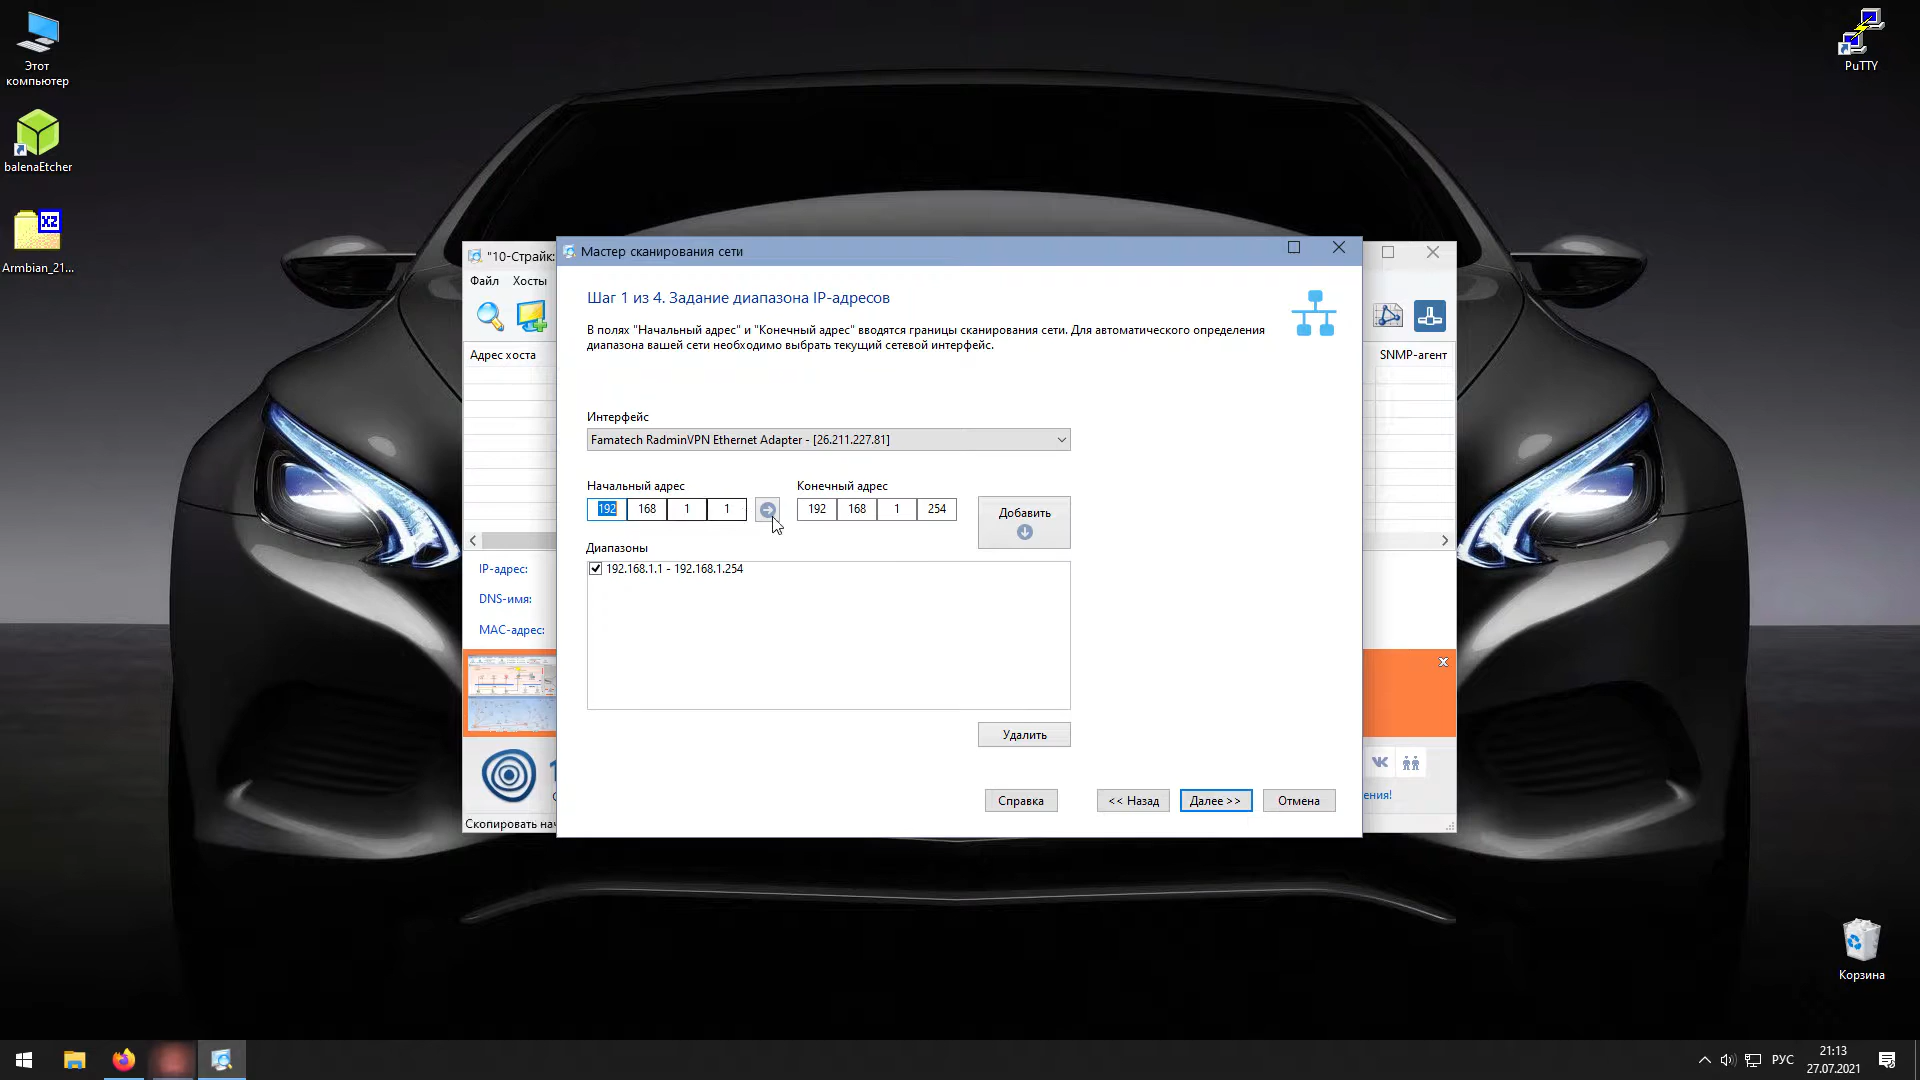 Этот
компьютер
balenaEtcher
Armbian_21...
PuTTY
Корзина
"10-Страйк:
Файл Хосты
Адрес хоста
SNMP-агент
IP-адрес:
DNS-имя:
MAC-адрес:
ения!
Скопировать нач
Мастер сканирования сети
Шаг 1 из 4. Задание диапазона IP-адресов
В полях "Начальный адрес" и "Конечный адрес" вводятся границы сканирования сети. Для автоматического определения
диапазона вашей сети необходимо выбрать текущий сетевой интерфейс.
Интерфейс
Famatech RadminVPN Ethernet Adapter - [26.211.227.81]
Начальный адрес Конечный адрес
192 168 1 1 192 168 1 254
Добавить
Диапазоны
192.168.1.1 - 192.168.1.254
Удалить
Справка << Назад Далее >> Отмена
РУС
21:13
27.07.2021